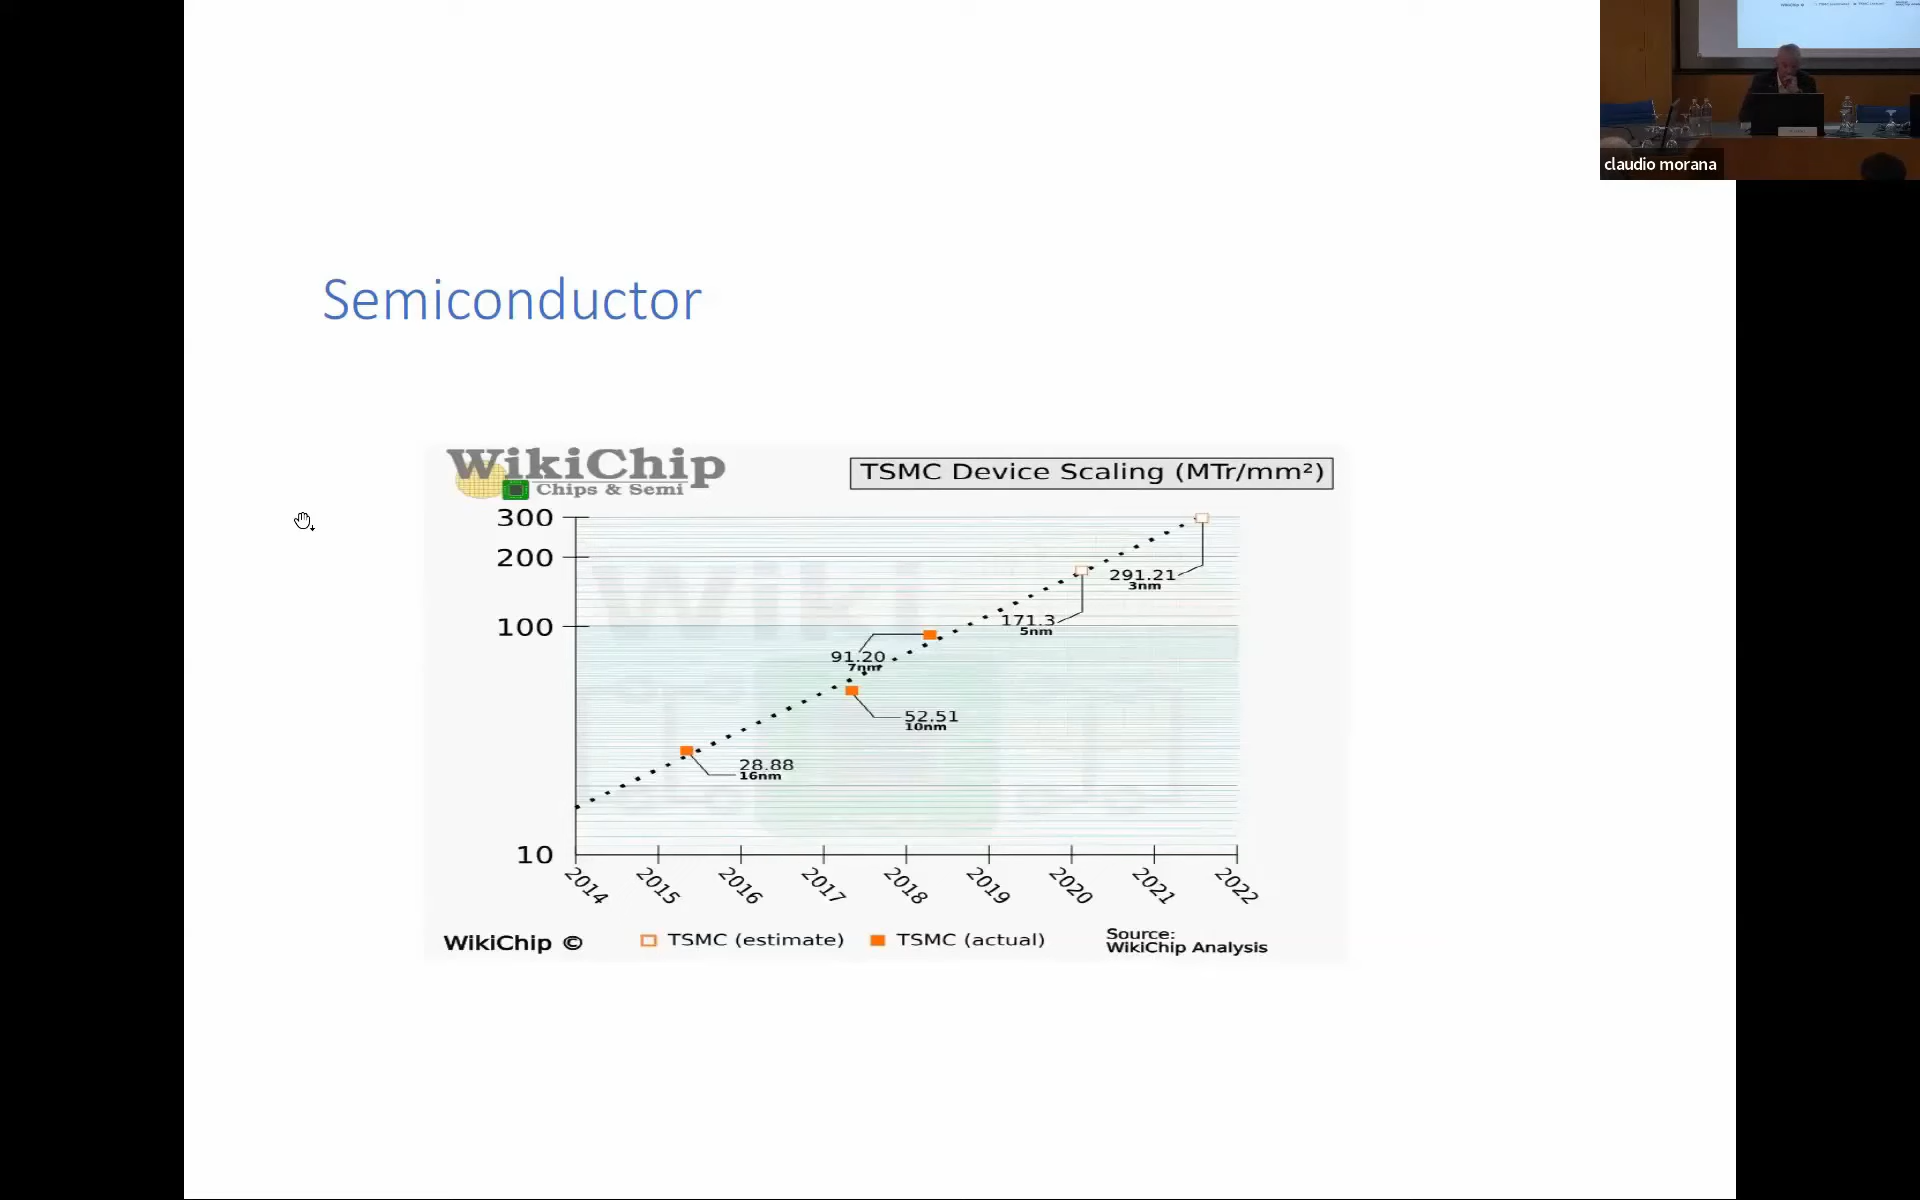 claudio morana
Semiconductor
WikiChip
Chips & Semi
TSMC Device Scaling (MTr/mm²)
300
200
100
10
291.21
3nm
171.3
5nm
91.20
7nm
52.51
10nm
28.88
16nm
2014
2015
2016
2017
2018
2019
2020
2021
2022
WikiChip ©
TSMC (estimate)
TSMC (actual)
Source:
WikiChip Analysis
Wiki